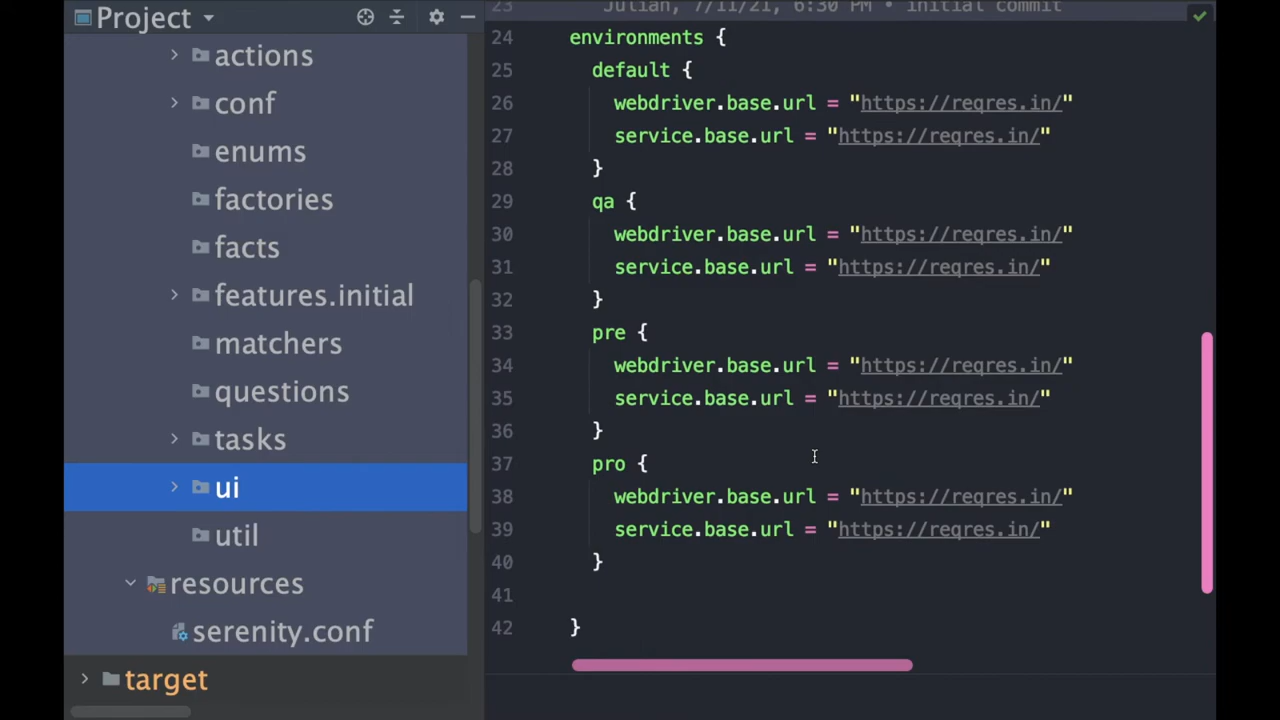 Project
actions
conf
enums
factories
facts
features.initial
matchers
questions
tasks
ui
util
resources
serenity.conf
target
23 Julian, 7/11/21, 6:30 PM • initial commit
24 environments {
25 default {
26 webdriver.base.url = "https://reqres.in/"
27 service.base.url = "https://reqres.in/"
28 }
29 qa {
30 webdriver.base.url = "https://reqres.in/"
31 service.base.url = "https://reqres.in/"
32 }
33 pre {
34 webdriver.base.url = "https://reqres.in/"
35 service.base.url = "https://reqres.in/"
36 }
37 pro {
38 webdriver.base.url = "https://reqres.in/"
39 service.base.url = "https://reqres.in/"
40 }
41
42 }